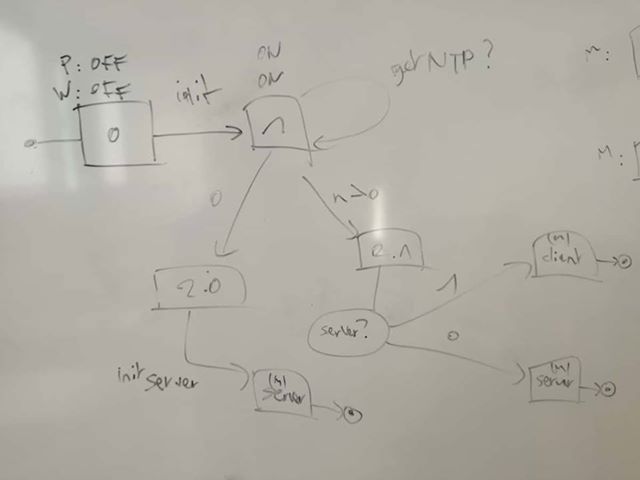 P: OFF
W: OFF
ON
ON
init
get NTP?
M:
M:
0
1
0
n>0
2.0
2.1
(M)
client
1
server?
0
init server
(M)
server
(M)
server